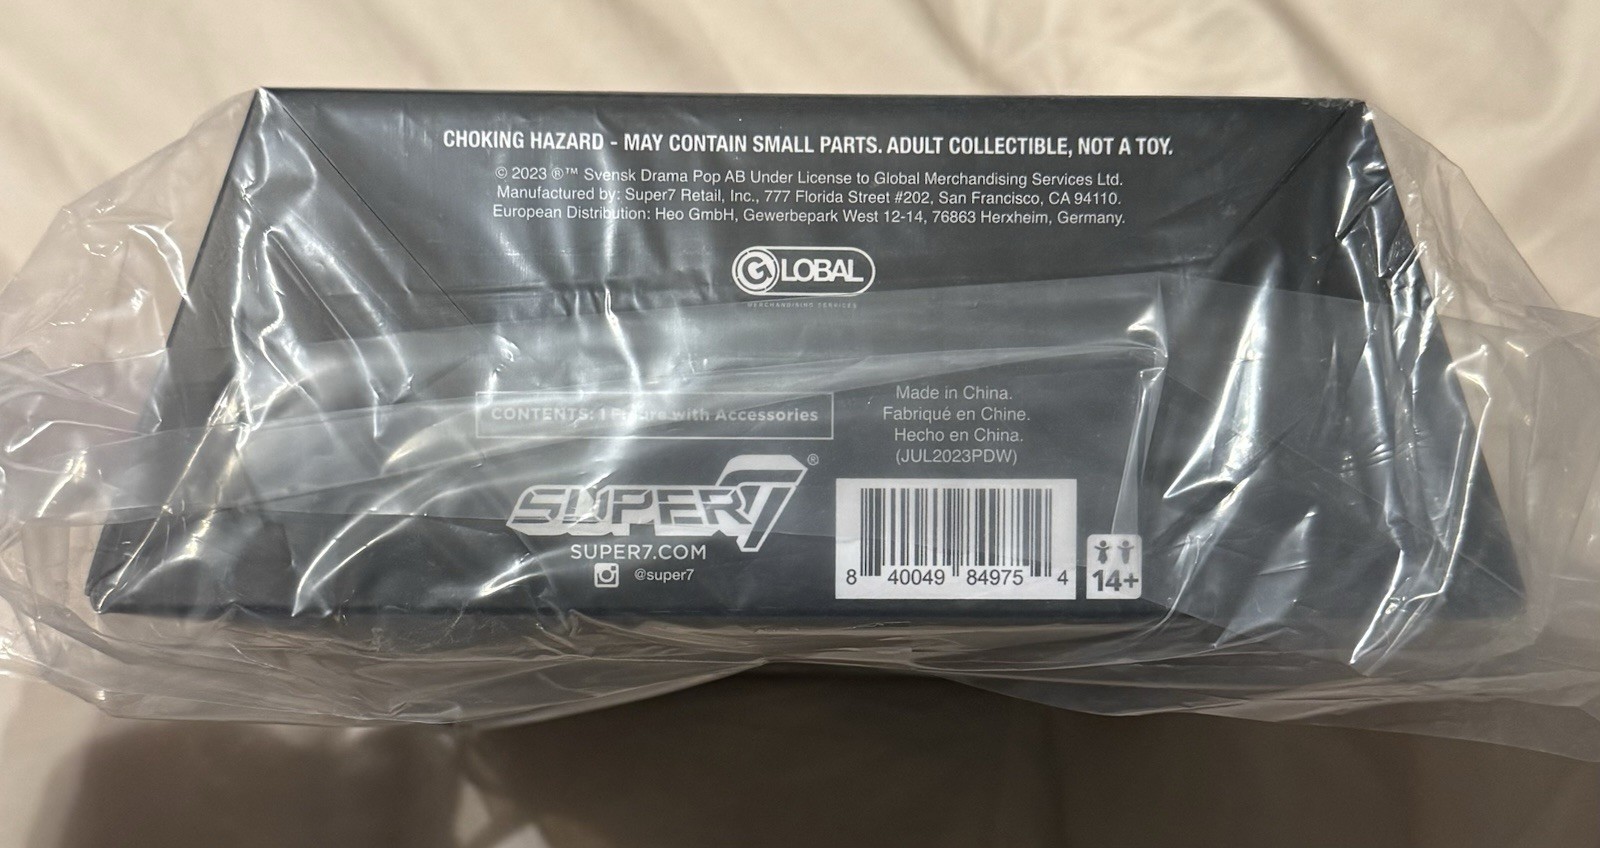 CHOKING HAZARD - MAY CONTAIN SMALL PARTS. ADULT COLLECTIBLE, NOT A TOY.
© 2023 ®™ Svensk Drama Pop AB Under License to Global Merchandising Services Ltd.
Manufactured by: Super7 Retail, Inc., 777 Florida Street #202, San Francisco, CA 94110.
European Distribution: Heo GmbH, Gewerbepark West 12-14, 76863 Herxheim, Germany.
GLOBAL
MERCHANDISING SERVICES
CONTENTS: 1 Figure with Accessories
Made in China.
Fabriqué en Chine.
Hecho en China.
(JUL2023PDW)
SUPER7®
SUPER7.COM
@super7
8 40049 84975 4
14+